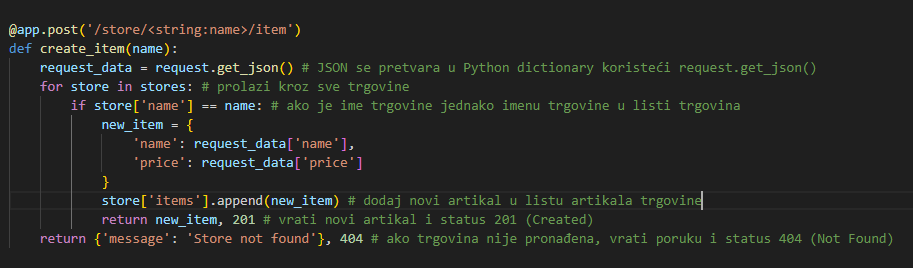 @app.post('/store/<string:name>/item')
def create_item(name):
    request_data = request.get_json() # JSON se pretvara u Python dictionary koristeći request.get_json()
    for store in stores: # prolazi kroz sve trgovine
        if store['name'] == name: # ako je ime trgovine jednako imenu trgovine u listi trgovina
            new_item = {
                'name': request_data['name'],
                'price': request_data['price']
            }
            store['items'].append(new_item) # dodaj novi artikal u listu artikala trgovine
            return new_item, 201 # vrati novi artikal i status 201 (Created)
    return {'message': 'Store not found'}, 404 # ako trgovina nije pronađena, vrati poruku i status 404 (Not Found)